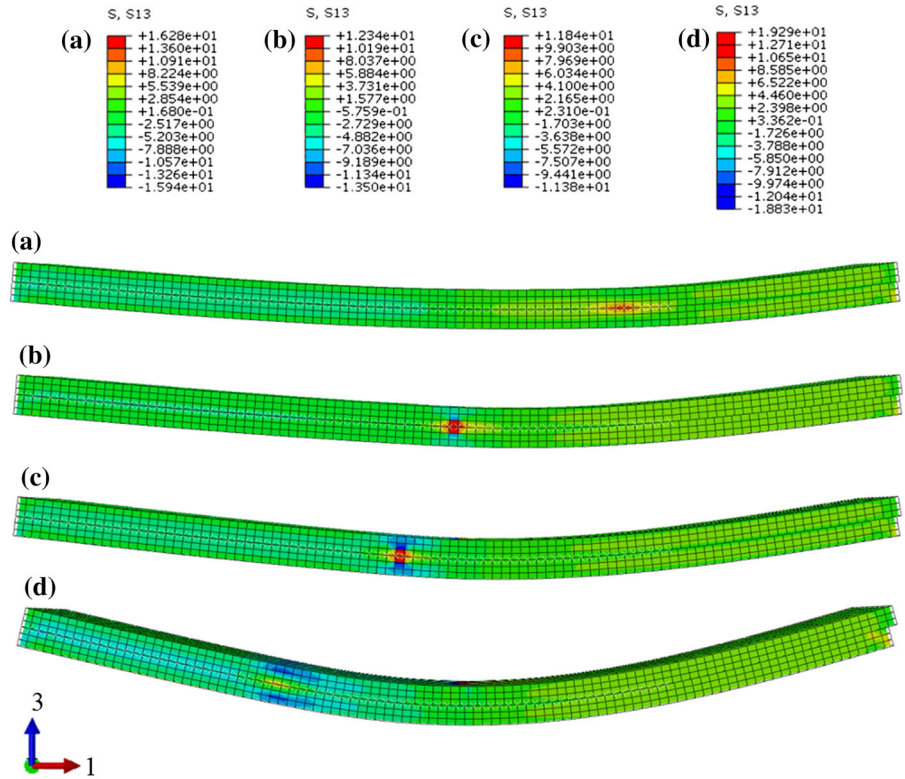 S, S13
(a)
+1.628e+01
+1.360e+01
+1.091e+01
+8.224e+00
+5.539e+00
+2.854e+00
+1.680e-01
-2.517e+00
-5.203e+00
-7.888e+00
-1.057e+01
-1.326e+01
-1.594e+01
S, S13
(b)
+1.234e+01
+1.019e+01
+8.037e+00
+5.884e+00
+3.731e+00
+1.577e+00
-5.759e-01
-2.729e+00
-4.882e+00
-7.036e+00
-9.189e+00
-1.134e+01
-1.350e+01
S, S13
(c)
+1.184e+01
+9.903e+00
+7.969e+00
+6.034e+00
+4.100e+00
+2.165e+00
+2.310e-01
-1.703e+00
-3.638e+00
-5.572e+00
-7.507e+00
-9.441e+00
-1.138e+01
S, S13
(d)
+1.929e+01
+1.271e+01
+1.065e+01
+8.585e+00
+6.522e+00
+4.460e+00
+2.398e+00
+3.362e-01
-1.726e+00
-3.788e+00
-5.850e+00
-7.912e+00
-9.974e+00
-1.204e+01
-1.883e+01
(a)
(b)
(c)
(d)
3
1